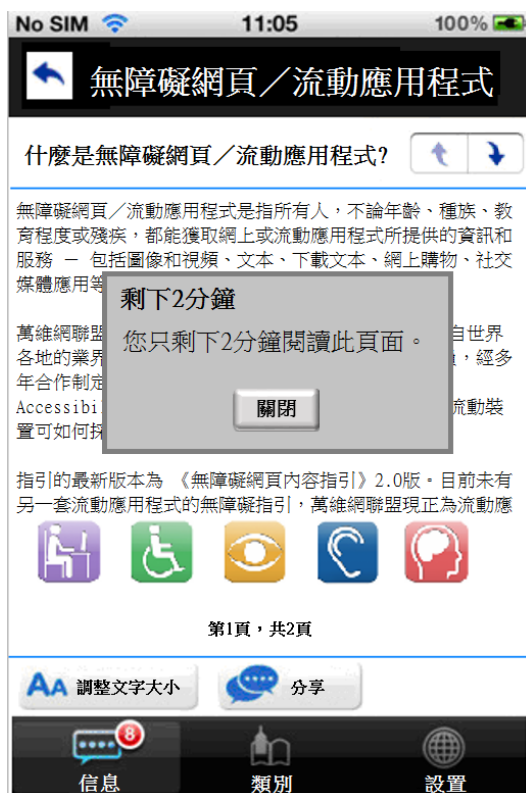 No SIM 11:05 100%
無障礙網頁／流動應用程式
什麼是無障礙網頁／流動應用程式?
無障礙網頁／流動應用程式是指所有人，不論年齡、種族、教
育程度或殘疾，都能獲取網上或流動應用程式所提供的資訊和
服務 — 包括圖像和視頻、文本、下載文本、網上購物、社交
媒體應用等
剩下2分鐘
您只剩下2分鐘閱讀此頁面。
關閉
萬維網聯盟 自世界
各地的業界 ，經多
年合作制定
Accessibi 流動裝
置可如何採
指引的最新版本為 《無障礙網頁內容指引》2.0版。目前未有
另一套流動應用程式的無障礙指引，萬維網聯盟現正為流動應
第1頁，共2頁
AA 調整文字大小 分享
8
信息 類別 設置